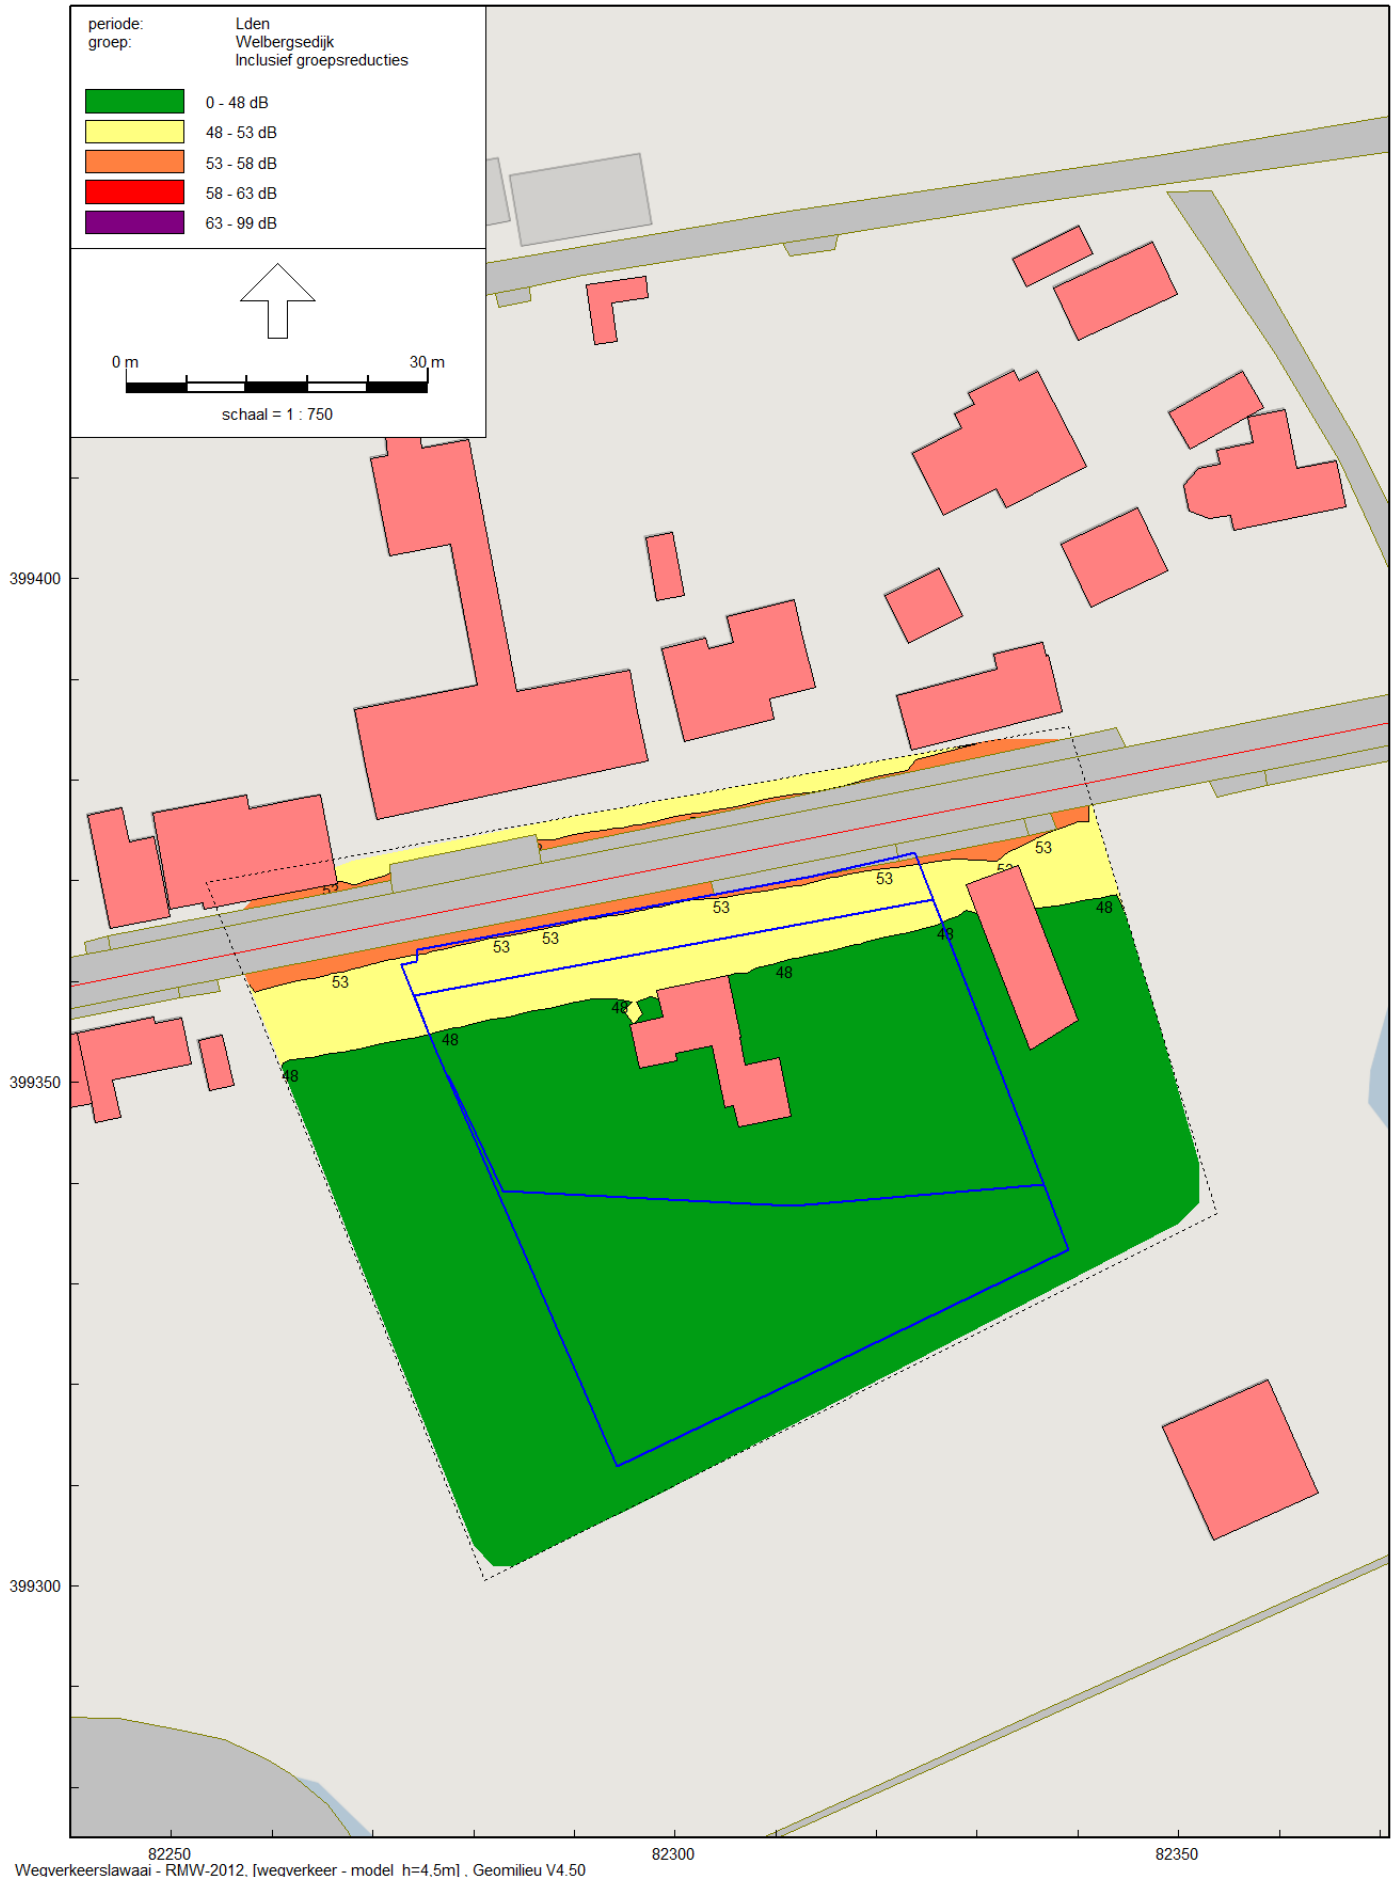 periode: Lden
groep: Welbergsedijk
Inclusief groepsreducties
0 - 48 dB
48 - 53 dB
53 - 58 dB
58 - 63 dB
63 - 99 dB
0 m 30 m
schaal = 1 : 750
399400
53
53
53
53
53
53
53
53
48
48
48
48
48
48
399350
399300
82250 82300 82350
Wegverkeerslawaai - RMW-2012, [wegverkeer - model h=4,5m] , Geomilieu V4.50